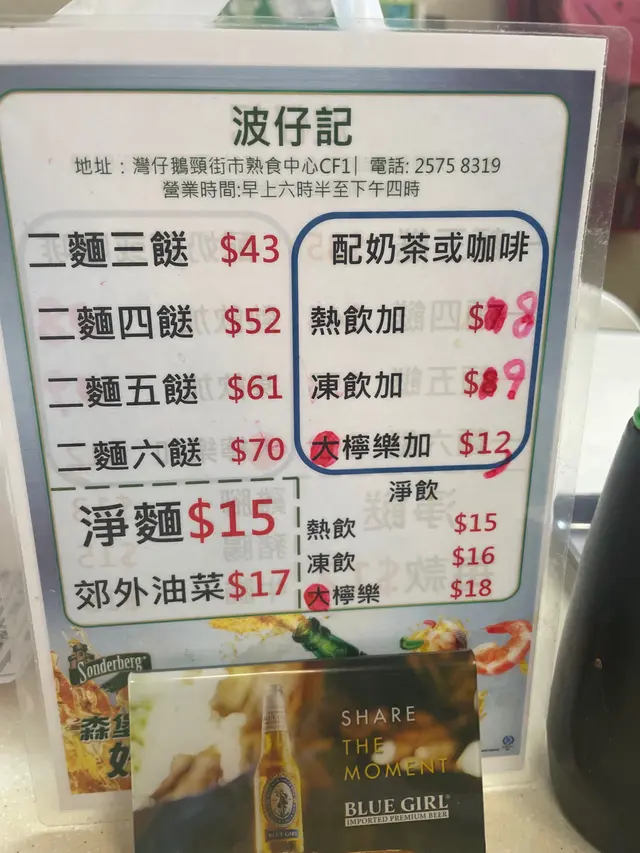 波仔記
地址：灣仔鵝頸街市熟食中心CF1| 電話: 2575 8319
營業時間:早上六時半至下午四時
二麵三餸 $43
二麵四餸 $52
二麵五餸 $61
二麵六餸 $70
配奶茶或咖啡
熱飲加 $8
凍飲加 $9
大檸樂加 $12
淨麵$15
郊外油菜$17
淨飲
熱飲 $15
凍飲 $16
大檸樂 $18
Sonderberg
森堡
SHARE
THE
MOMENT
BLUE GIRL
IMPORTED PREMIUM BEER
BLUE GIRL